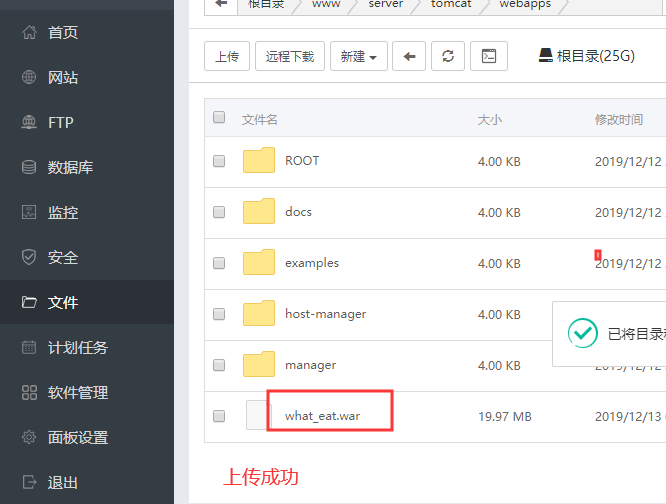 首页
网站
FTP
数据库
监控
安全
文件
计划任务
软件管理
面板设置
退出
根目录 www server tomcat webapps
上传 远程下载 新建 根目录(25G)
文件名 大小 修改时间
ROOT 4.00 KB 2019/12/12
docs 4.00 KB 2019/12/12
examples 4.00 KB 2019/12/12
host-manager 4.00 KB
已将目录
manager 4.00 KB 2019/12/12
what_eat.war 19.97 MB 2019/12/13
上传成功